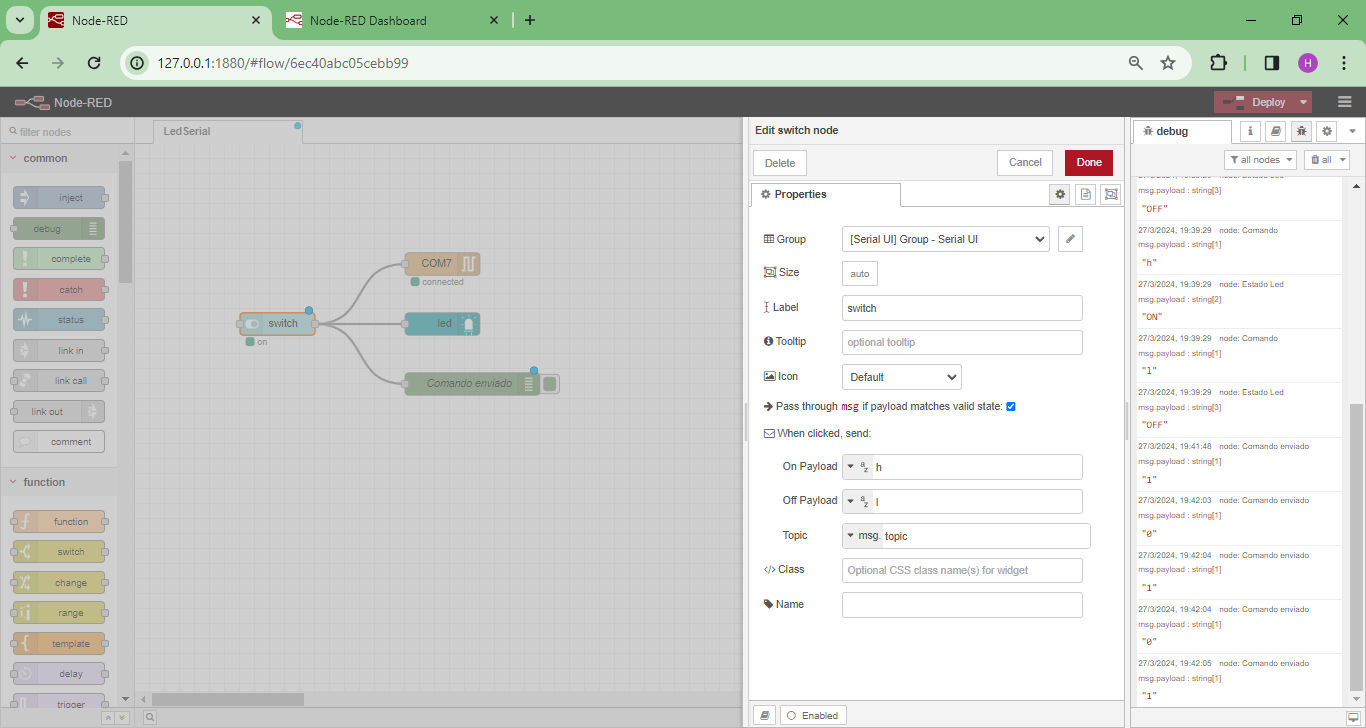 Node-RED
Node-RED Dashboard
127.0.0.1:1880/#flow/6ec40abc05cebb99
H
Node-RED
Deploy
filter nodes
common
inject
debug
complete
catch
status
link in
link call
link out
comment
function
function
switch
change
range
template
delay
trigger
LedSerial
switch
on
COM7
connected
led
Comando enviado
Edit switch node
Delete
Cancel
Done
Properties
Group
[Serial UI] Group - Serial UI
Size
auto
Label
switch
Tooltip
optional tooltip
Icon
Default
Pass through msg if payload matches valid state:
When clicked, send:
On Payload
h
Off Payload
l
Topic
msg. topic
</> Class
Optional CSS class name(s) for widget
Name
Enabled
debug
all nodes
all
msg.payload : string[3]
"OFF"
27/3/2024, 19:39:29 node: Comando
msg.payload : string[1]
"h"
27/3/2024, 19:39:29 node: Estado Led
msg.payload : string[2]
"ON"
27/3/2024, 19:39:29 node: Comando
msg.payload : string[1]
"l"
27/3/2024, 19:39:29 node: Estado Led
msg.payload : string[3]
"OFF"
27/3/2024, 19:41:48 node: Comando enviado
msg.payload : string[1]
"1"
27/3/2024, 19:42:03 node: Comando enviado
msg.payload : string[1]
"0"
27/3/2024, 19:42:04 node: Comando enviado
msg.payload : string[1]
"1"
27/3/2024, 19:42:04 node: Comando enviado
msg.payload : string[1]
"0"
27/3/2024, 19:42:05 node: Comando enviado
msg.payload : string[1]
"1"